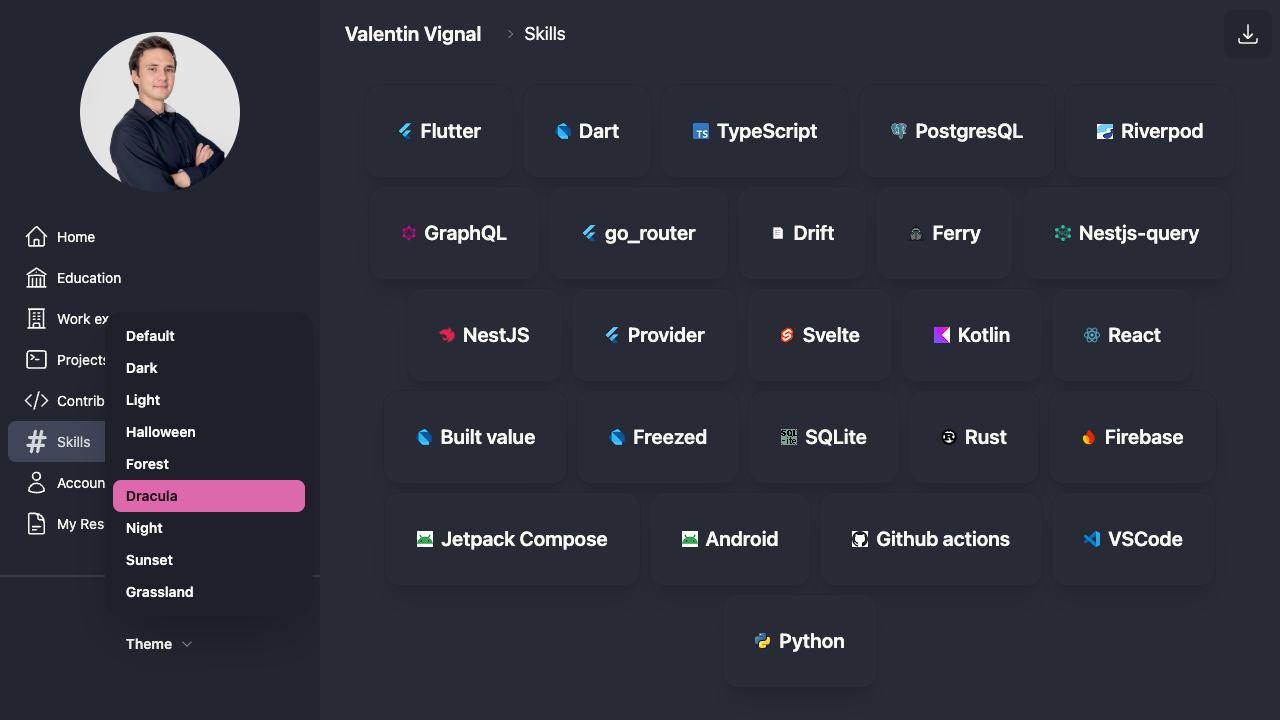 Valentin Vignal > Skills
Home
Education
Work ex
Projects
Contrib
Skills
Accoun
My Res
Default
Dark
Light
Halloween
Forest
Dracula
Night
Sunset
Grassland
Theme
Flutter
Dart
TypeScript
PostgresQL
Riverpod
GraphQL
go_router
Drift
Ferry
Nestjs-query
NestJS
Provider
Svelte
Kotlin
React
Built value
Freezed
SQLite
Rust
Firebase
Jetpack Compose
Android
Github actions
VSCode
Python